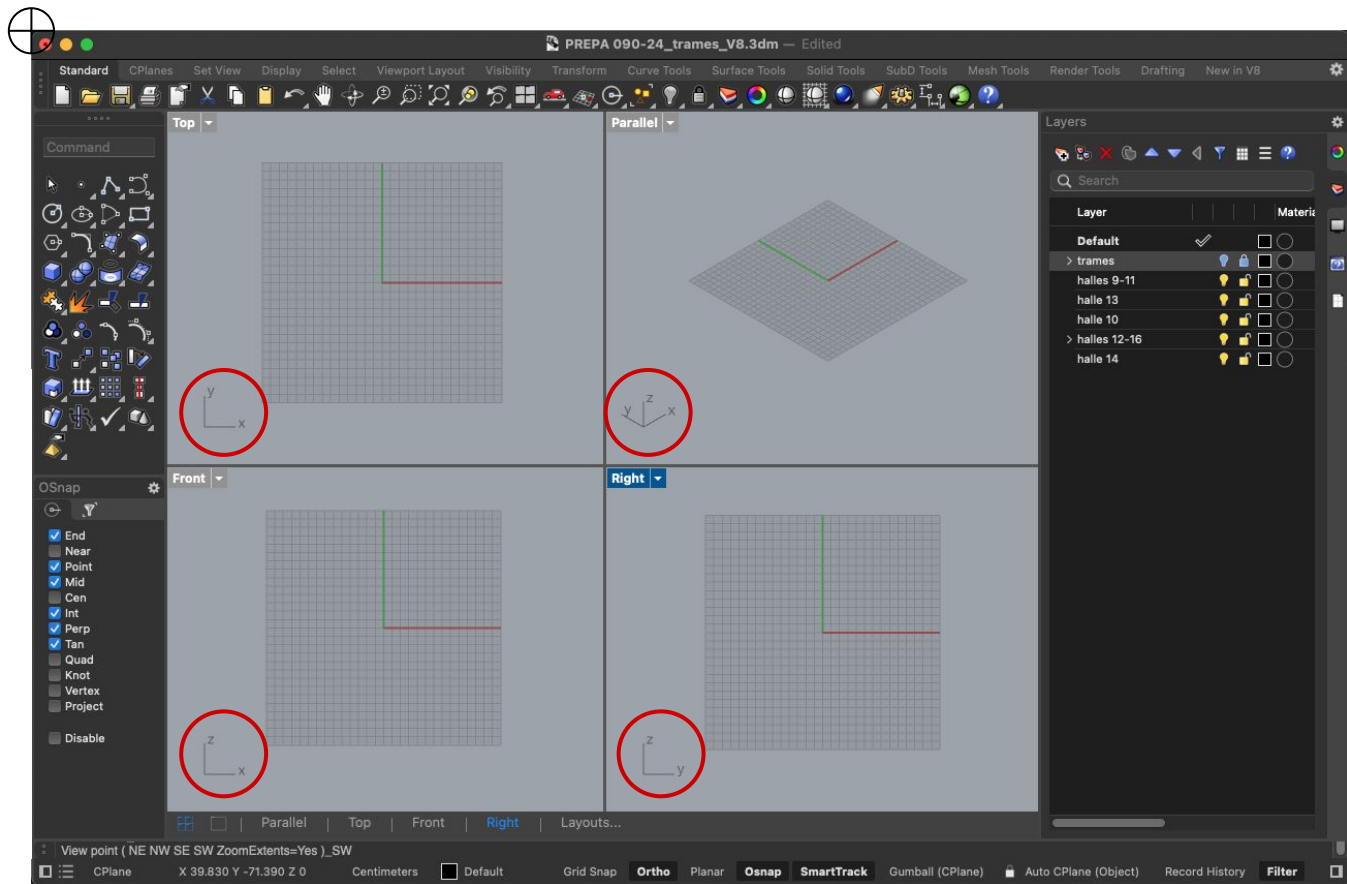 PREPA 090-24_trames_V8.3dm — Edited
Standard CPlanes Set View Display Select Viewport Layout Visibility Transform Curve Tools Surface Tools Solid Tools SubD Tools Mesh Tools Render Tools Drafting New in V8
Command
Top
y
x
Parallel
z
y x
Front
z
x
Right
z
y
OSnap
End
Near
Point
Mid
Cen
Int
Perp
Tan
Quad
Knot
Vertex
Project
Disable
Layers
Search
Layer Materia
Default
trames
halles 9-11
halle 13
halle 10
halles 12-16
halle 14
Parallel | Top | Front | Right | Layouts...
View point ( NE NW SE SW ZoomExtents=Yes )_SW
CPlane X 39.830 Y -71.390 Z 0 Centimeters Default Grid Snap Ortho Planar Osnap SmartTrack Gumball (CPlane) Auto CPlane (Object) Record History Filter